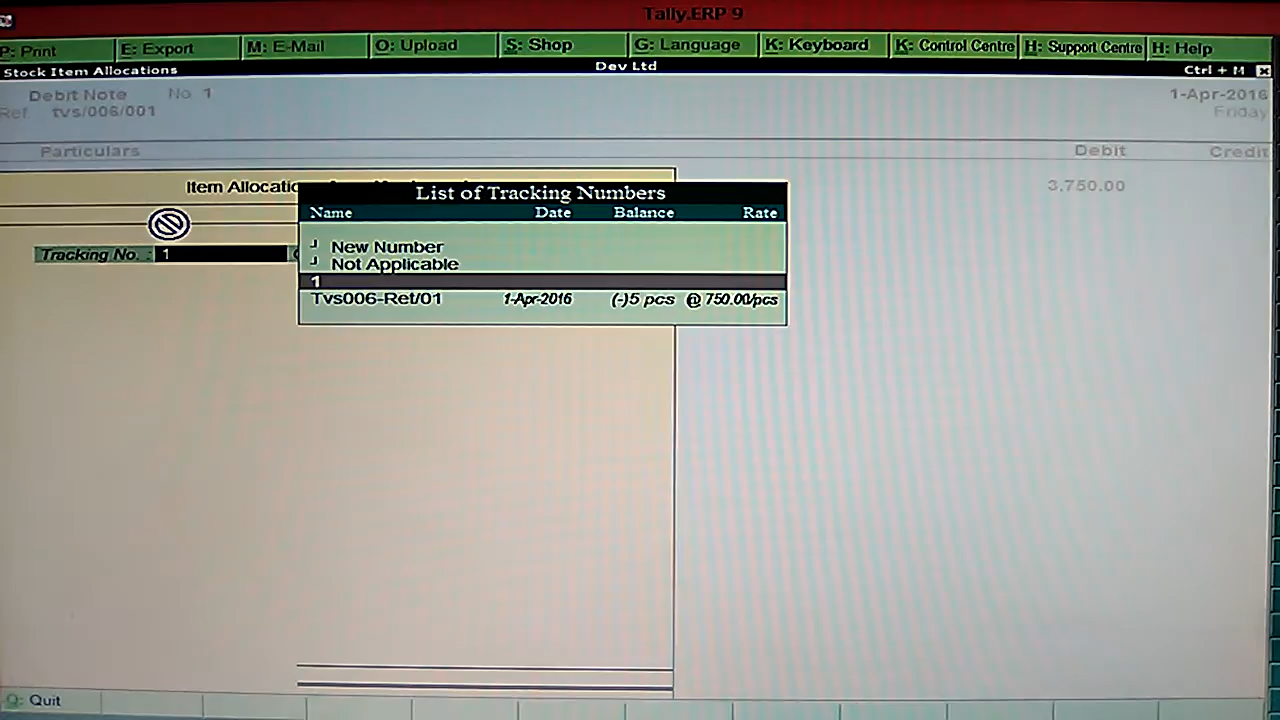 Tally.ERP 9
P: Print E: Export M: E-Mail O: Upload S: Shop G: Language K: Keyboard K: Control Centre H: Support Centre H: Help
Stock Item Allocations Dev Ltd Ctrl + M
Debit Note No. 1 1-Apr-2016
Ref. tvs/006/001 Friday
Particulars Debit Credit
Item Allocatio 3,750.00
List of Tracking Numbers
Name Date Balance Rate
New Number
Tracking No. : 1
Not Applicable
1
Tvs006-Ret/01 1-Apr-2016 (-)5 pcs @ 750.00/pcs
Q: Quit